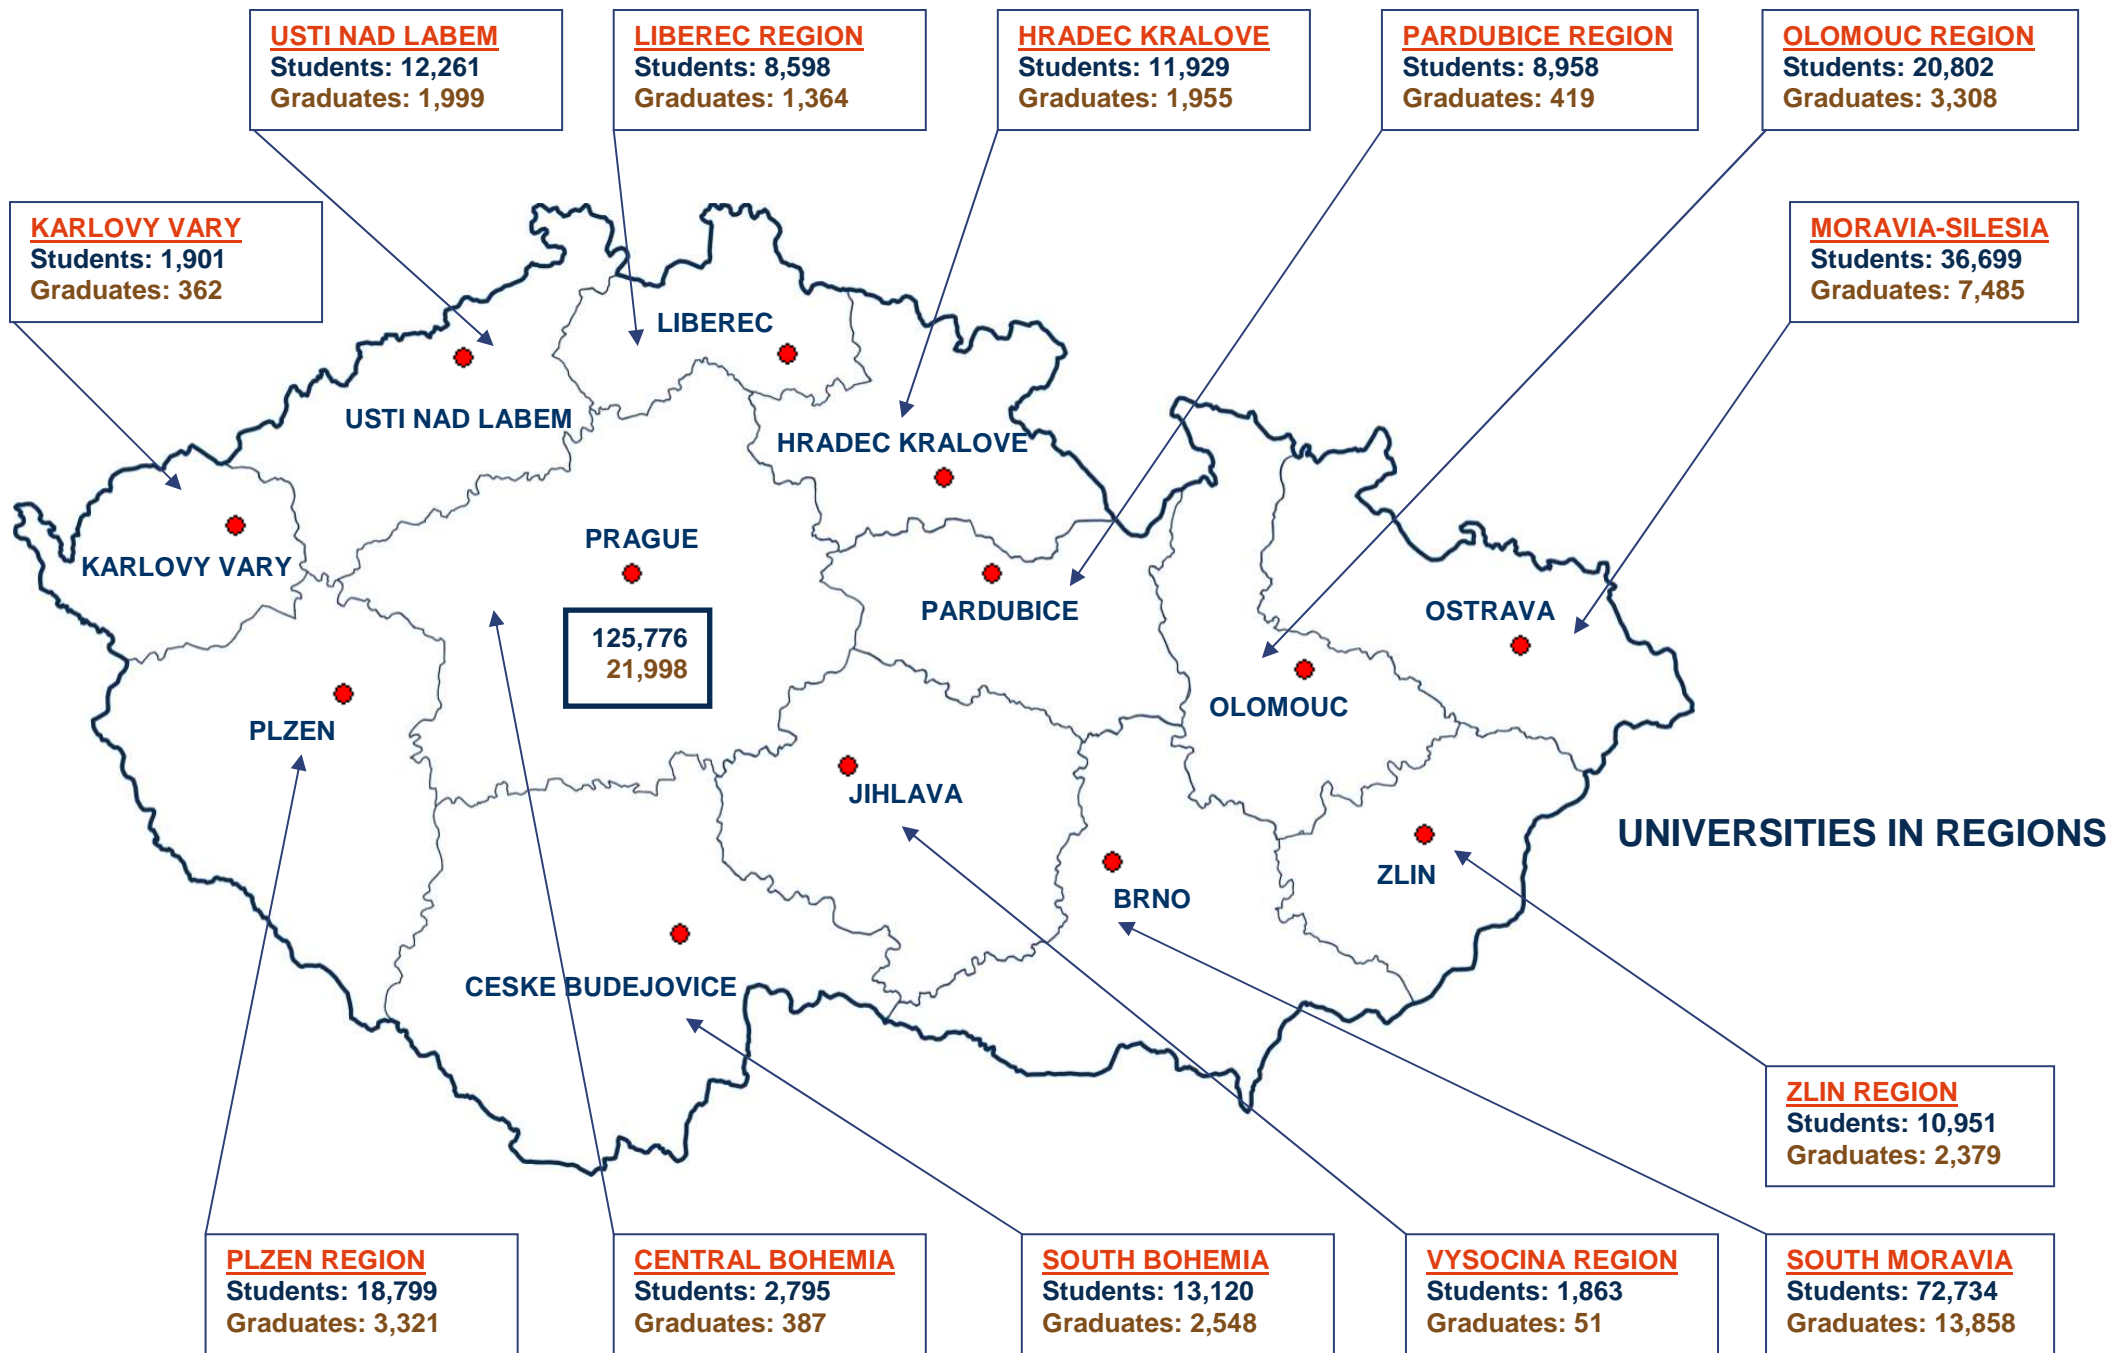 USTI NAD LABEM
Students: 12,261
Graduates: 1,999
LIBEREC REGION
Students: 8,598
Graduates: 1,364
HRADEC KRALOVE
Students: 11,929
Graduates: 1,955
PARDUBICE REGION
Students: 8,958
Graduates: 419
OLOMOUC REGION
Students: 20,802
Graduates: 3,308
KARLOVY VARY
Students: 1,901
Graduates: 362
MORAVIA-SILESIA
Students: 36,699
Graduates: 7,485
LIBEREC
USTI NAD LABEM
HRADEC KRALOVE
PRAGUE
KARLOVY VARY
125,776
21,998
PARDUBICE
OSTRAVA
OLOMOUC
PLZEN
JIHLAVA
UNIVERSITIES IN REGIONS
ZLIN
BRNO
CESKE BUDEJOVICE
ZLIN REGION
Students: 10,951
Graduates: 2,379
PLZEN REGION
Students: 18,799
Graduates: 3,321
CENTRAL BOHEMIA
Students: 2,795
Graduates: 387
SOUTH BOHEMIA
Students: 13,120
Graduates: 2,548
VYSOCINA REGION
Students: 1,863
Graduates: 51
SOUTH MORAVIA
Students: 72,734
Graduates: 13,858